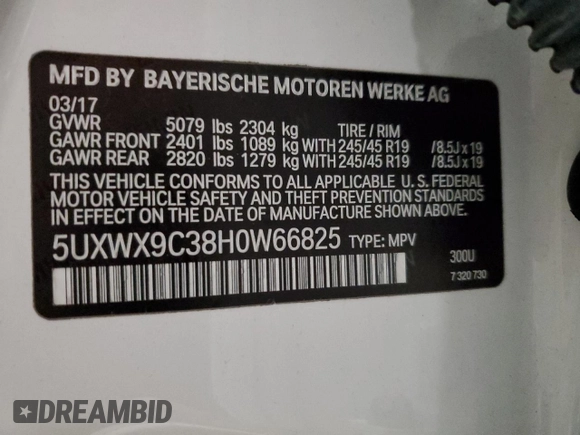 MFD BY BAYERISCHE MOTOREN WERKE AG
03/17
GVWR 5079 lbs 2304 kg TIRE / RIM
GAWR FRONT 2401 lbs 1089 kg WITH 245/45 R19 /8.5J x 19
GAWR REAR 2820 lbs 1279 kg WITH 245/45 R19 /8.5J x 19
THIS VEHICLE CONFORMS TO ALL APPLICABLE U. S. FEDERAL
MOTOR VEHICLE SAFETY AND THEFT PREVENTION STANDARDS
IN EFFECT ON THE DATE OF MANUFACTURE SHOWN ABOVE.
5UXWX9C38H0W66825 TYPE: MPV
300U
7 320 730
DREAMBID